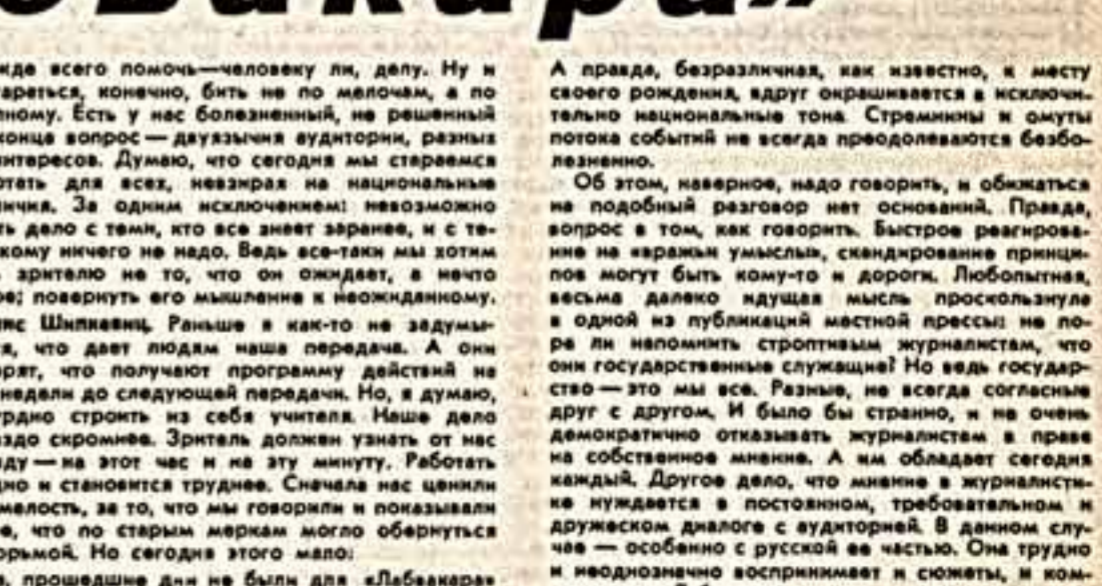 овакара»
жде всего помочь—человеку ли, делу. Ну и
тараться, конечно, бить не по мелочам, а по
пному. Есть у нас болезненный, не решенный
конца вопрос — двуязычия аудитории, разных
интересов. Думаю, что сегодня мы стараемся
отать для всех, невзирая на национальные
личия. За одним исключением: невозможно
ть дело с теми, кто все знает заранее, и с те-
кому ничего не надо. Ведь все-таки мы хотим
зрителю не то, что он ожидает, а нечто
ое; повернуть его мышление к неожиданному.
нис Шипкевиц. Раньше я как-то не задумы-
я, что дает людям наша передача. А они
орят, что получают программу действий на
недели до следующей передачи. Но, я думаю,
урдно строить из себя учителя. Наше дело
аздо скромнее. Зритель должен узнать от нас
вду — на этот час и на эту минуту. Работать
дно и становится труднее. Сначала нас ценили
мелость, за то, что мы говорили и показывали
е, что по старым меркам могло обернуться
юрьмой. Но сегодня этого мало:
прошедшие дни не были для «Лабвакара»
А правда, безразличная, как известно, к месту
своего рождения, вдруг окрашивается в исключи-
тельно национальные тона. Стремнины и омуты
потока событий не всегда преодолеваются безбо-
лезненно.
Об этом, наверное, надо говорить, и обижаться
на подобный разговор нет оснований. Правда,
вопрос в том, как говорить. Быстрое реагирова-
ние на «вражьи умыслы», скандирование принци-
пов могут быть кому-то и дороги. Любопытная,
весьма далеко идущая мысль проскользнула
в одной из публикаций местной прессы: не по-
ра ли напомнить строптивым журналистам, что
они государственные служащие? Но ведь государ-
ство — это мы все. Разные, не всегда согласные
друг с другом. И было бы странно, и не очень
демократично отказывать журналистам в праве
на собственное мнение. А им обладает сегодня
каждый. Другое дело, что мнение в журналисти-
ке нуждается в постоянном, требовательном и
дружеском диалоге с аудиторией. В данном слу-
чае — особенно с русской ее частью. Она трудно
и неоднозначно воспринимает и сюжеты, и ком-